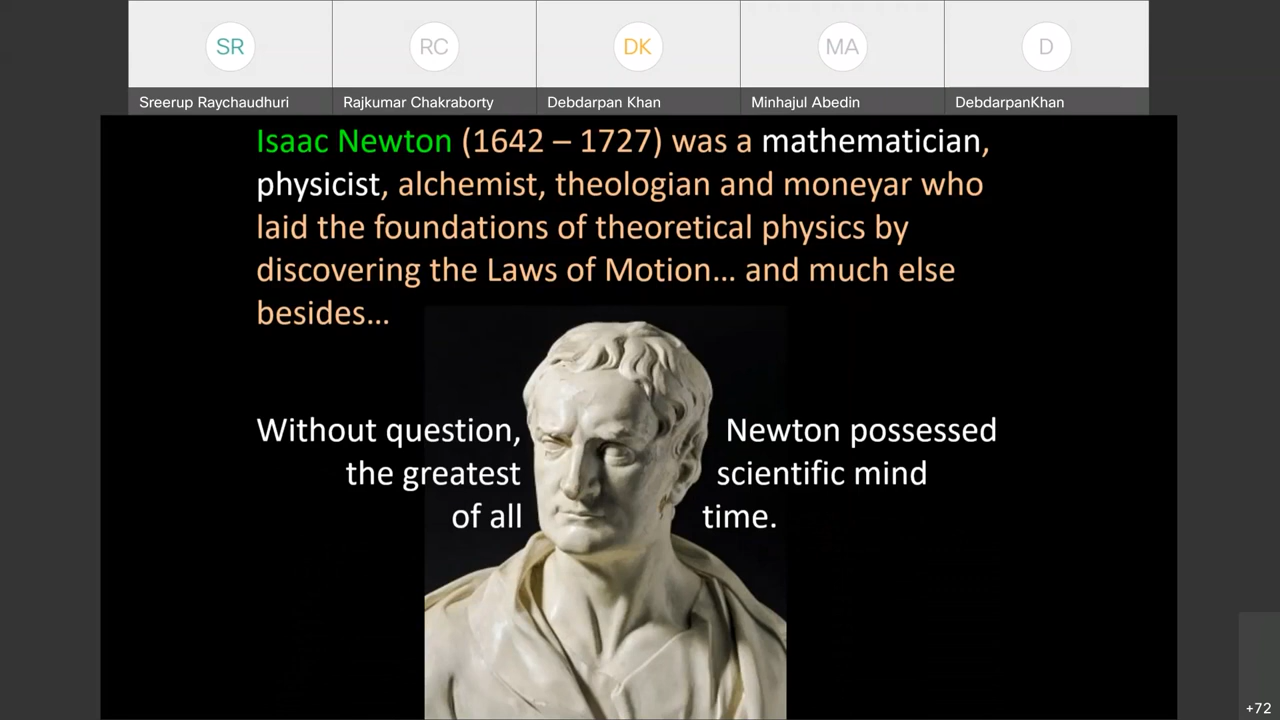 SR
RC
DK
MA
D
Sreerup Raychaudhuri
Rajkumar Chakraborty
Debdarpan Khan
Minhajul Abedin
DebdarpanKhan
Isaac Newton (1642 – 1727) was a mathematician,
physicist, alchemist, theologian and moneyar who
laid the foundations of theoretical physics by
discovering the Laws of Motion… and much else
besides…
Without question, Newton possessed
the greatest scientific mind
of all time.
+72